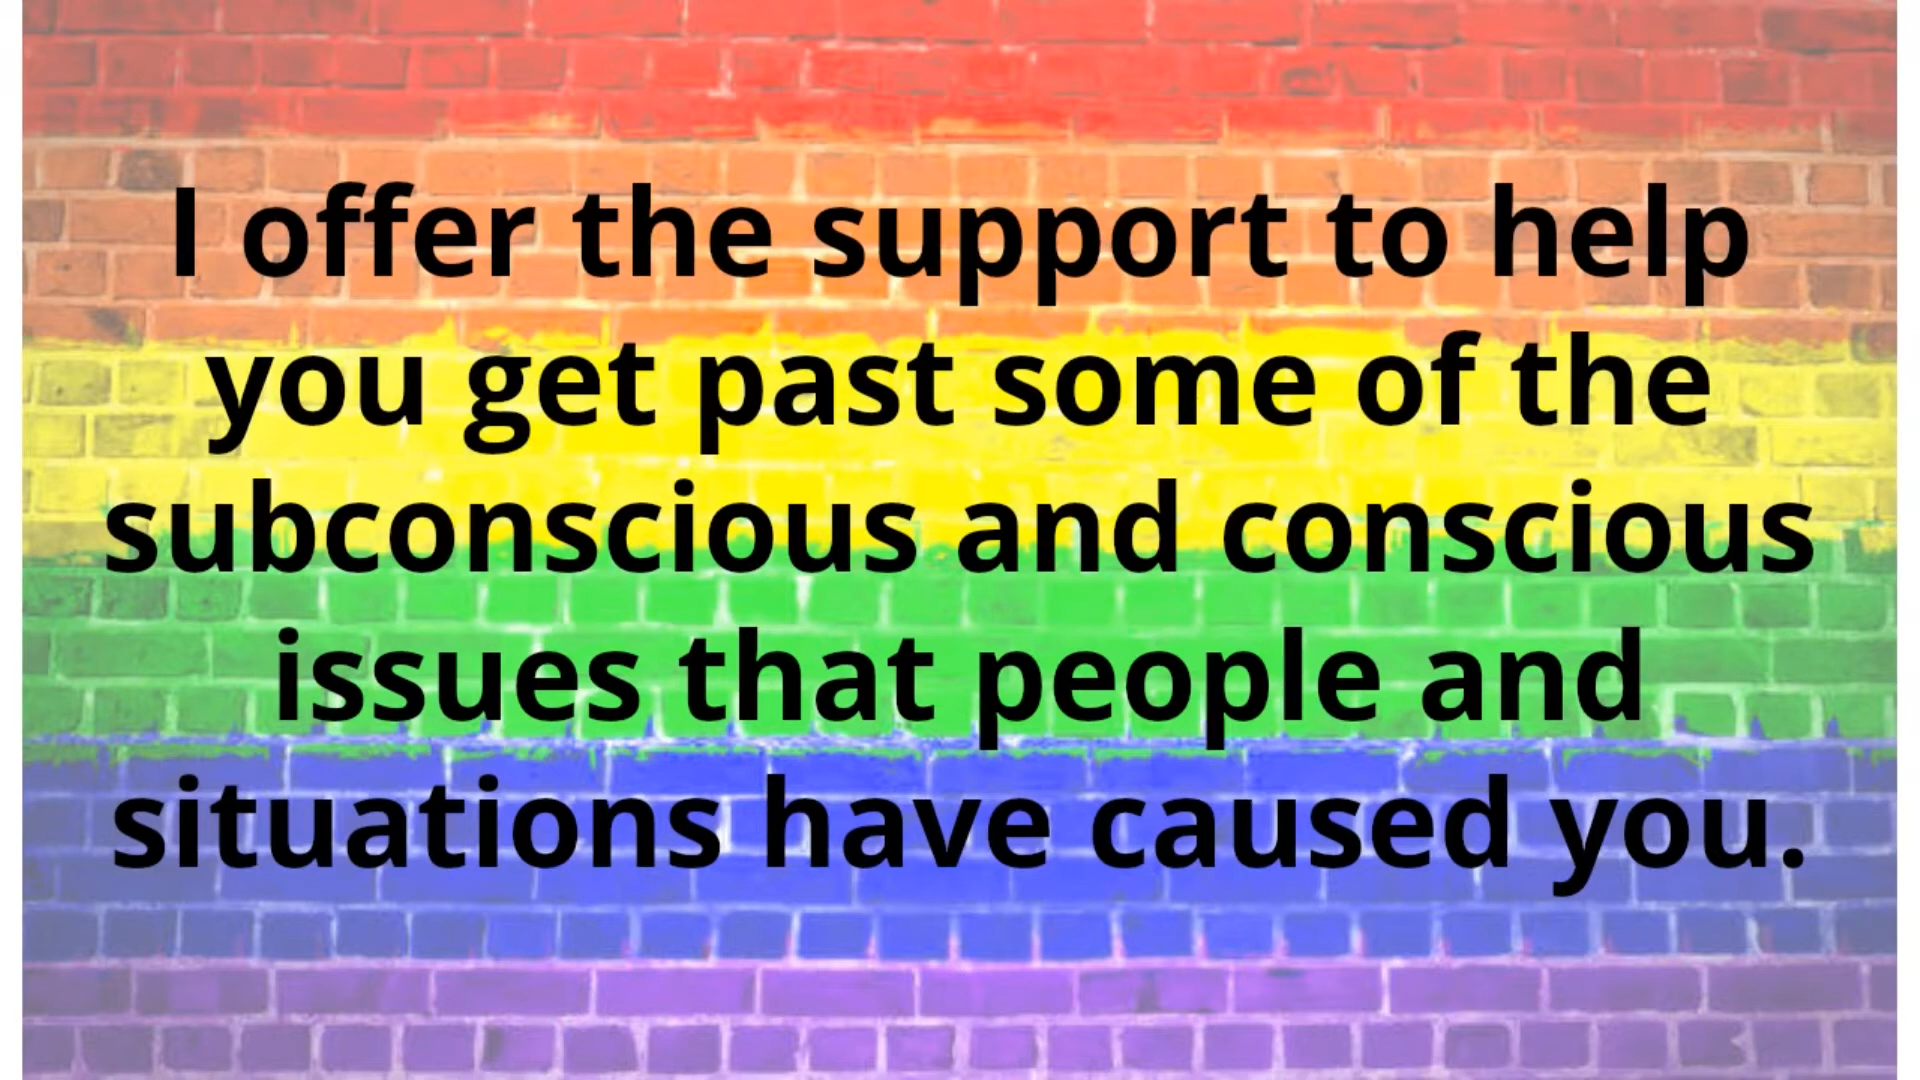 I offer the support to help
you get past some of the
subconscious and conscious
issues that people and
situations have caused you.